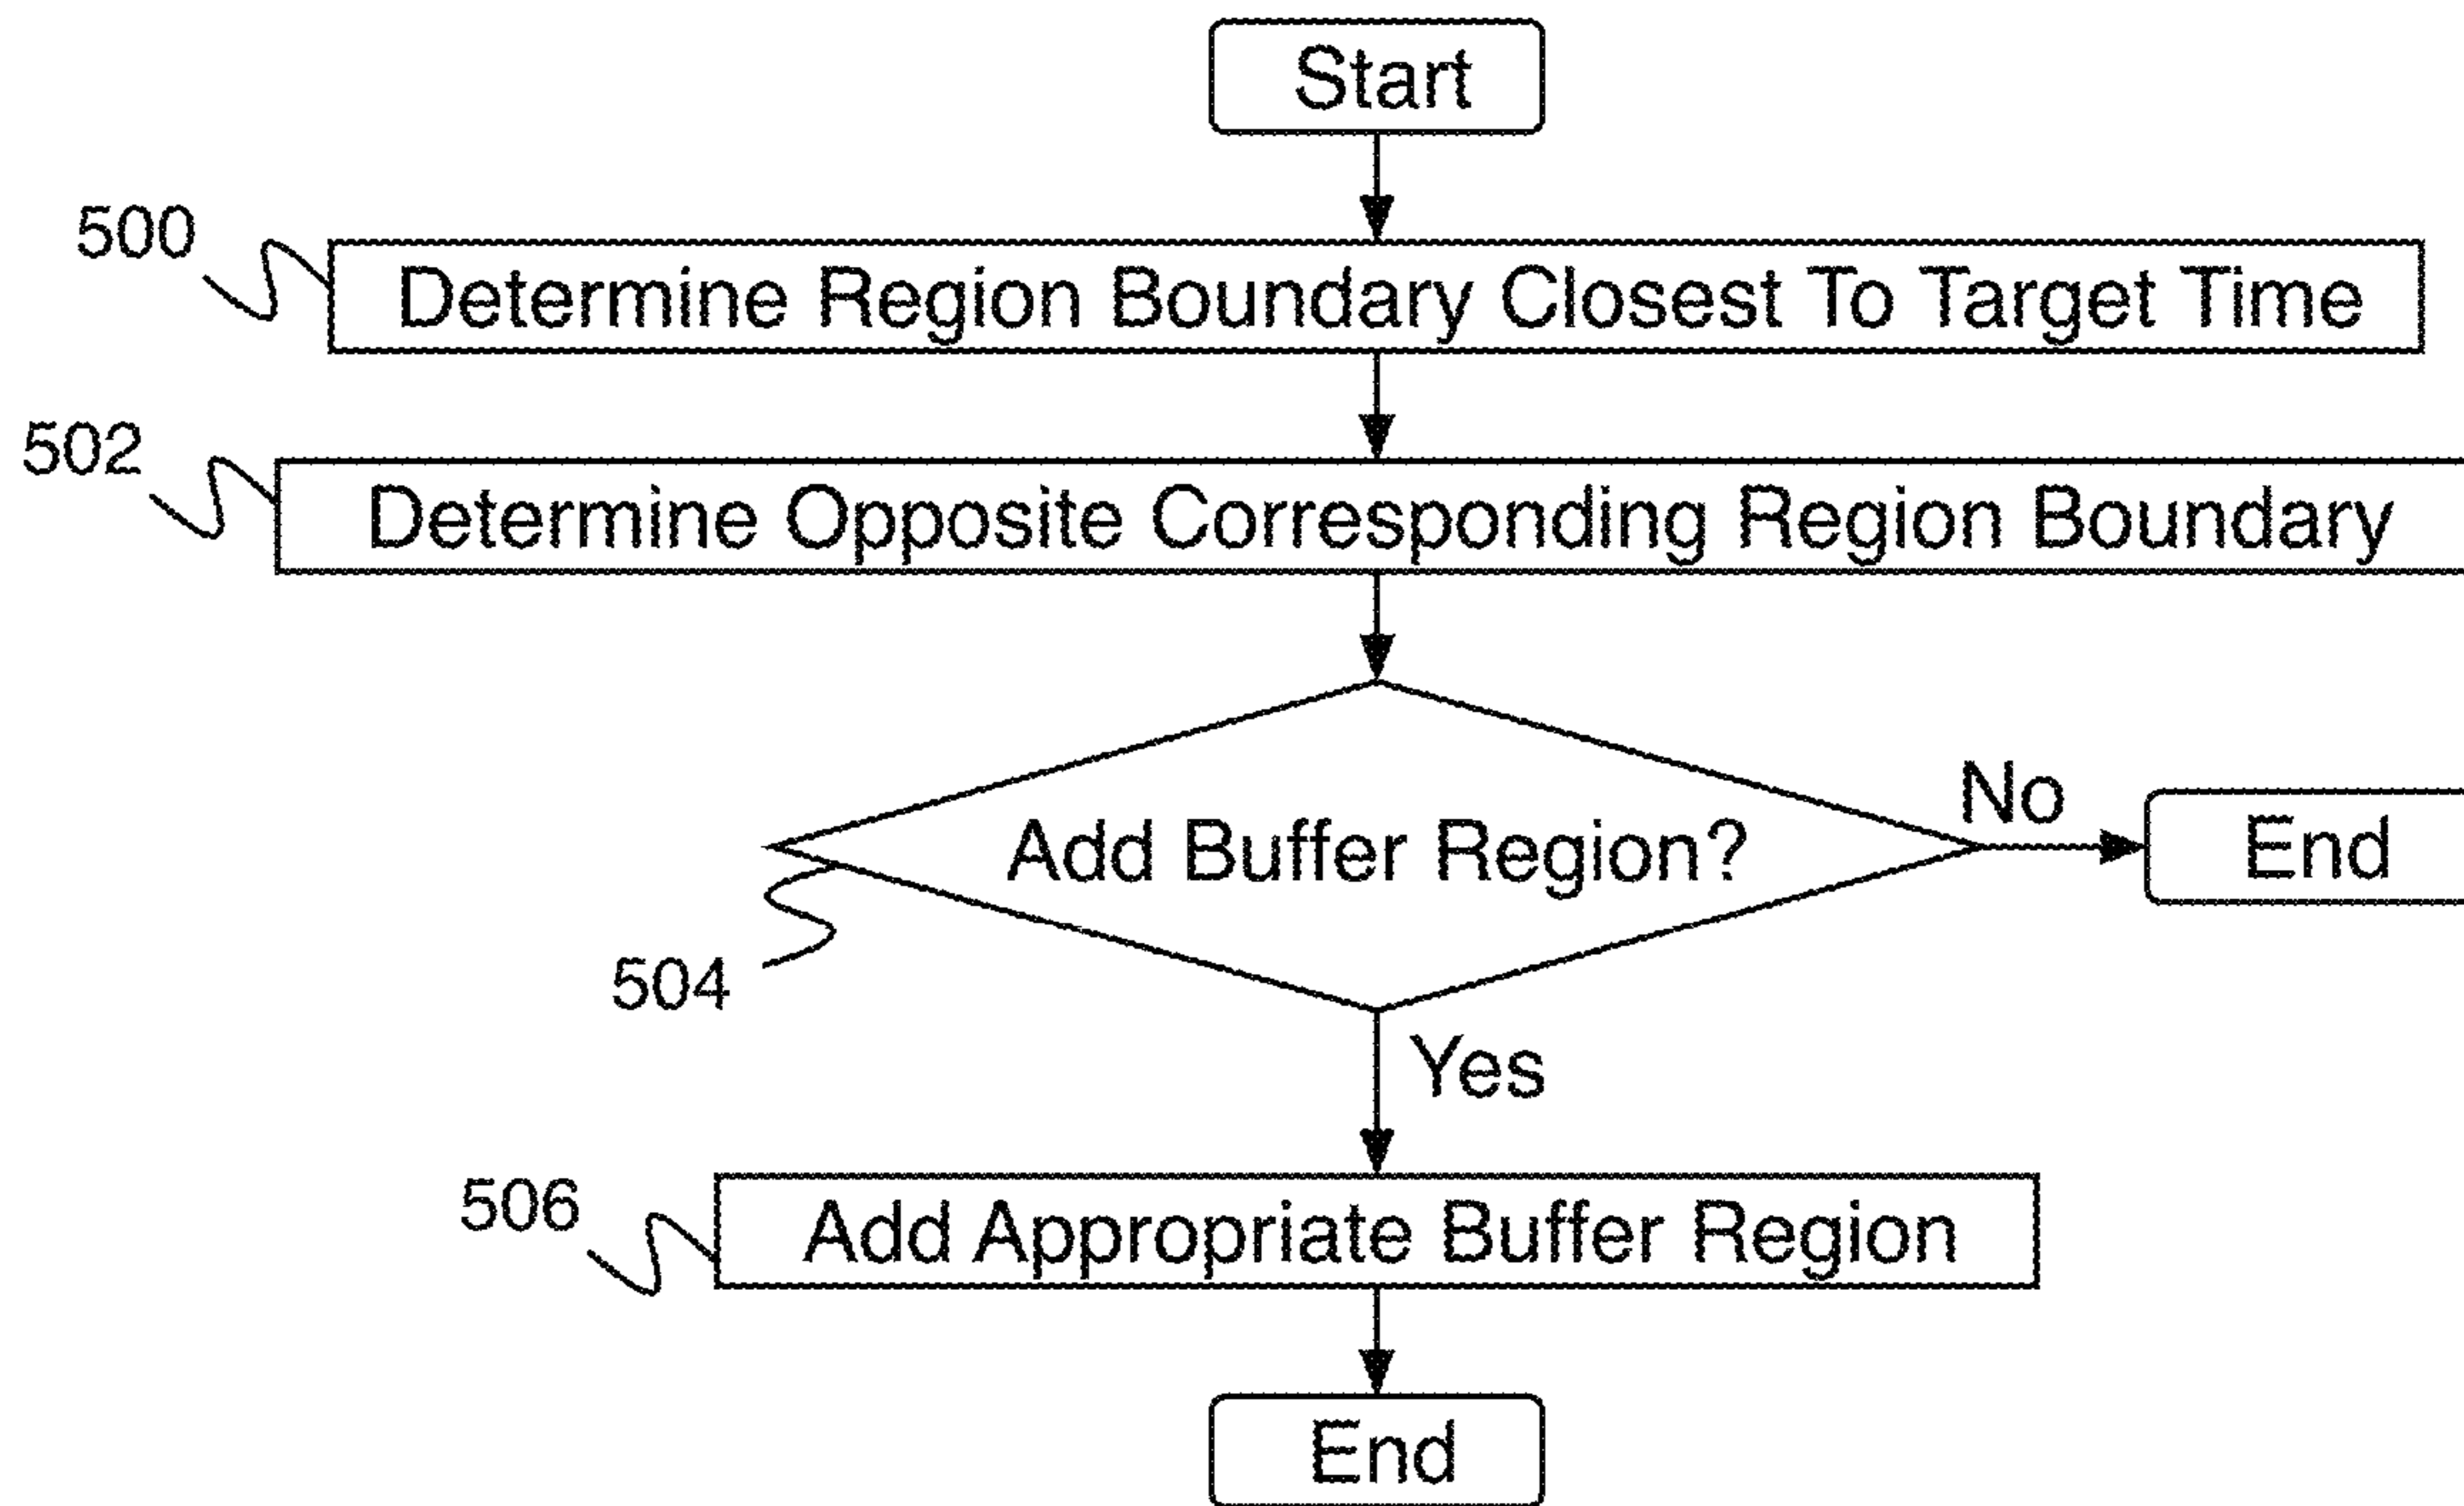 Start
500
Determine Region Boundary Closest To Target Time
502
Determine Opposite Corresponding Region Boundary
Add Buffer Region?
No
End
504
Yes
506
Add Appropriate Buffer Region
End